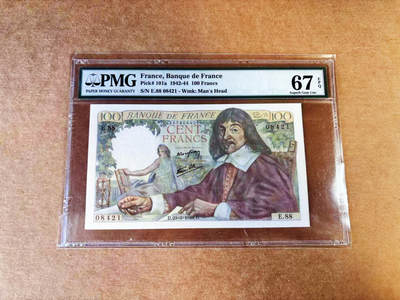 PMG
PAPER MONEY GUARANTY
France, Banque de France
Pick# 101a 1942-44 100 Francs
S/N E.88 08421 - Wmk: Man's Head
67 EPQ
Superb Gem Unc
100 BANQUE DE FRANCE 100
E.88
08421
CENT
FRANCS
08421
E.88